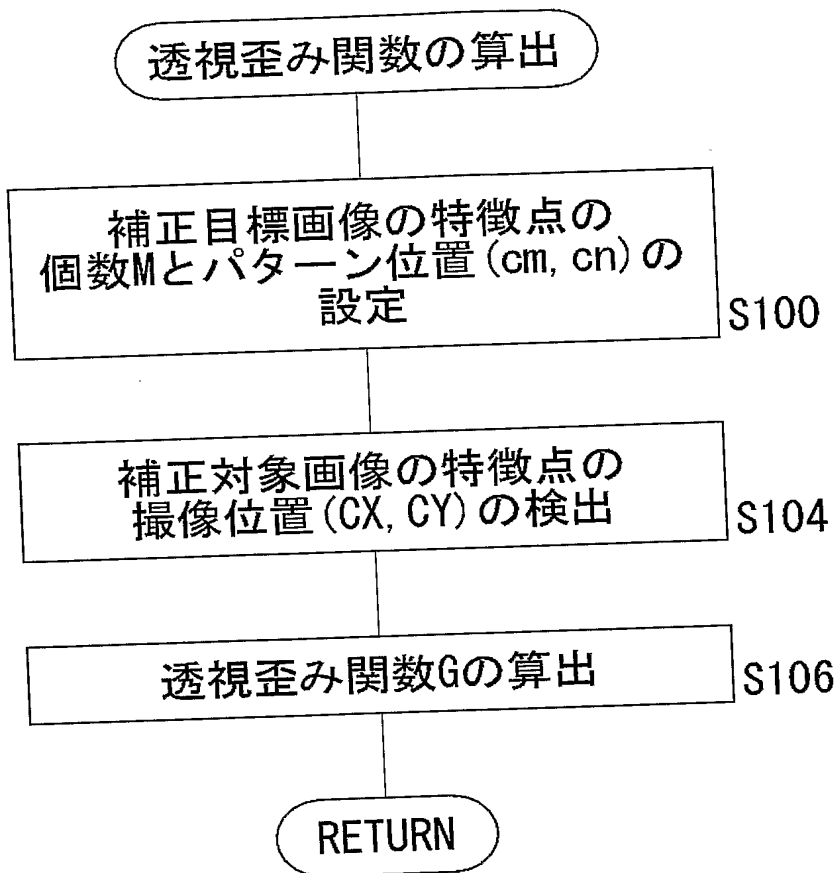 透視歪み関数の算出
補正目標画像の特徴点の
個数Mとパターン位置(cm, cn)の
設定
S100
補正対象画像の特徴点の
撮像位置(CX, CY)の検出
S104
透視歪み関数Gの算出
S106
RETURN